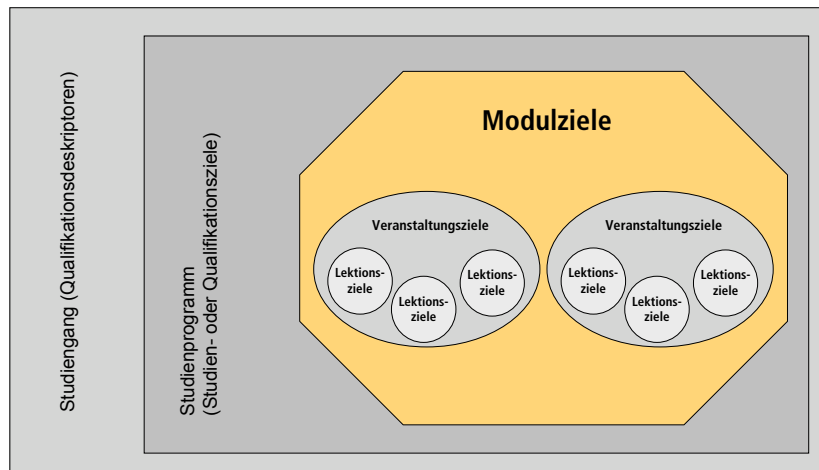 Studiengang (Qualifikationsdeskriptoren)
Studienprogramm
(Studien- oder Qualifikationsziele)
Modulziele
Veranstaltungsziele
Lektions-
ziele
Lektions-
ziele
Lektions-
ziele
Veranstaltungsziele
Lektions-
ziele
Lektions-
ziele
Lektions-
ziele